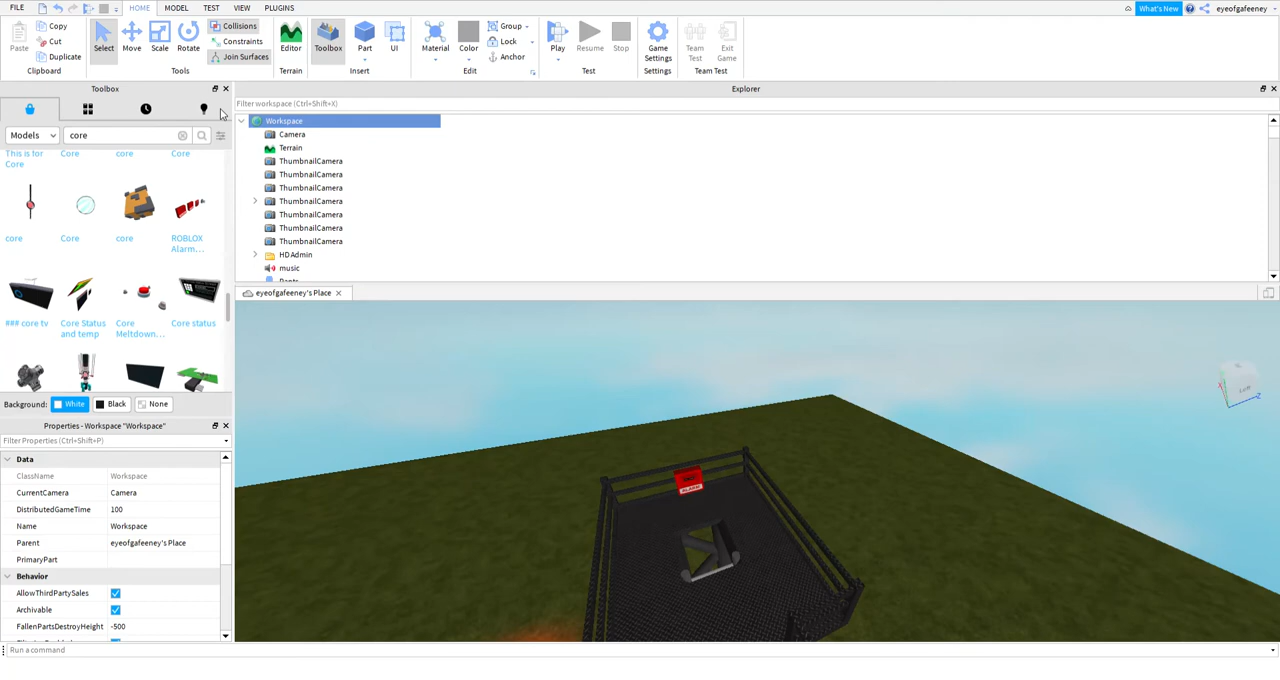 FILE HOME MODEL TEST VIEW PLUGINS What's New eyeofgafeeney
Copy Collisions Group
Cut Constraints Lock
Paste Duplicate Select Move Scale Rotate Join Surfaces Editor Toolbox Part UI Material Color Anchor Play Resume Stop Game Settings Team Test Exit Game
Clipboard Tools Terrain Insert Edit Test Settings Team Test
Toolbox
Models core
This is for Core
Core
core
Core
core
Core
core
ROBLOX Alarm...
### core tv
Core Status and temp
Core Meltdown...
Core status
Background: White Black None
Properties - Workspace "Workspace"
Filter Properties (Ctrl+Shift+P)
Data
ClassName Workspace
CurrentCamera Camera
DistributedGameTime 100
Name Workspace
Parent eyeofgafeeney's Place
PrimaryPart
Behavior
AllowThirdPartySales
Archivable
FallenPartsDestroyHeight -500
Explorer
Filter workspace (Ctrl+Shift+X)
Workspace
Camera
Terrain
ThumbnailCamera
ThumbnailCamera
ThumbnailCamera
ThumbnailCamera
ThumbnailCamera
ThumbnailCamera
ThumbnailCamera
HD Admin
music
Pants
eyeofgafeeney's Place
ALARM
Left
X
Z
Run a command